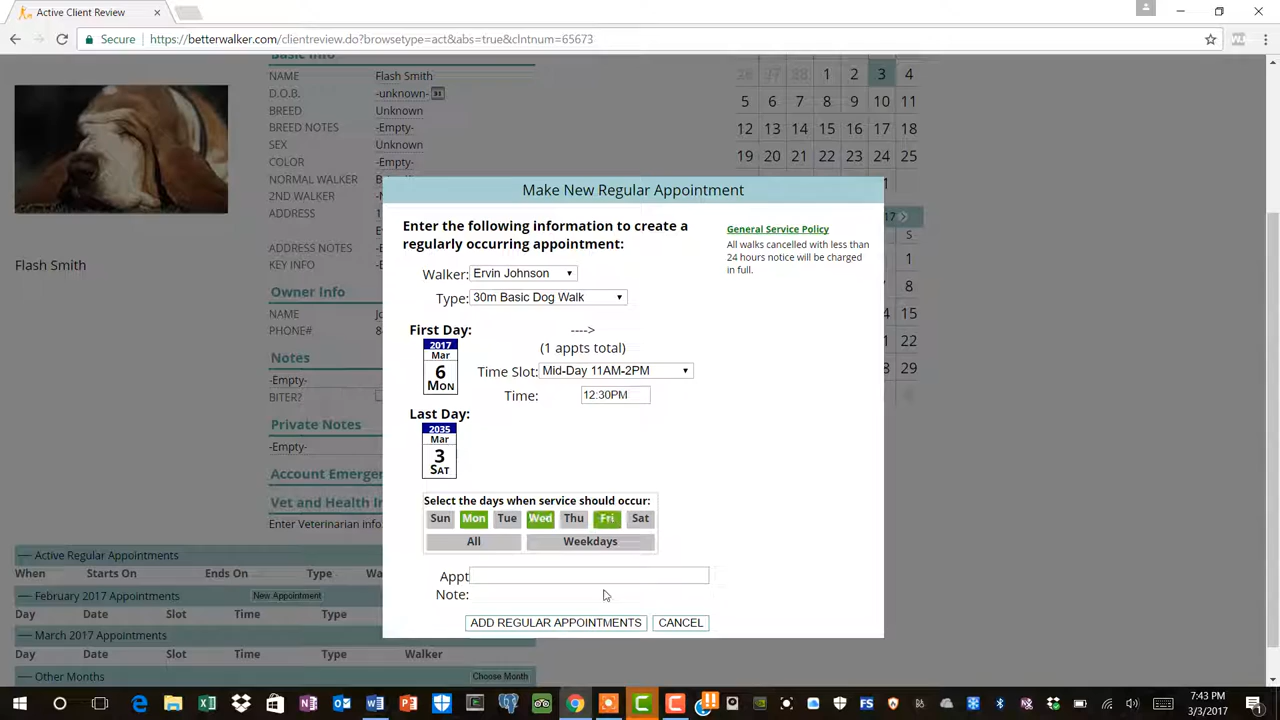 Active Client Review
Secure https://betterwalker.com/clientreview.do?browsetype=act&abs=true&clntnum=65673
Basic Info
NAME Flash Smith
D.O.B. -unknown- 31
BREED Unknown
BREED NOTES -Empty-
SEX Unknown
COLOR -Empty-
NORMAL WALKER
2ND WALKER
ADDRESS
ADDRESS NOTES
KEY INFO
Flash Smith
Owner Info
NAME
PHONE#
Notes
-Empty-
BITER?
Private Notes
-Empty-
Account Emerge
Vet and Health In
Enter Veterinarian info
Active Regular Appointments
When Starts On Ends On Type
February 2017 Appointments New Appointment
Day Date Slot Time Type
March 2017 Appointments
Day Date Slot Time Type Walker
Other Months Choose Month
1 2 3 4
5 6 7 8 9 10 11
12 13 14 15 16 17 18
19 20 21 22 23 24 25
S
1
8
15
22
29
Make New Regular Appointment
Enter the following information to create a
regularly occurring appointment:
Walker: Ervin Johnson
Type: 30m Basic Dog Walk
First Day: ---->
2017
Mar
6
MON
(1 appts total)
Time Slot: Mid-Day 11AM-2PM
Time: 12:30PM
Last Day:
2035
Mar
3
SAT
Select the days when service should occur:
Sun Mon Tue Wed Thu Fri Sat
All Weekdays
Appt
Note:
ADD REGULAR APPOINTMENTS CANCEL
General Service Policy
All walks cancelled with less than
24 hours notice will be charged
in full.
7:43 PM
3/3/2017